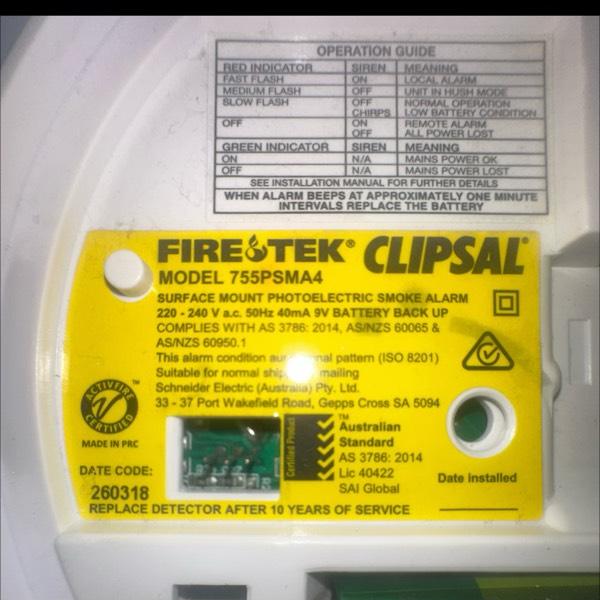 OPERATION GUIDE
RED INDICATOR SIREN MEANING
FAST FLASH ON LOCAL ALARM
MEDIUM FLASH OFF UNIT IN HUSH MODE
SLOW FLASH OFF NORMAL OPERATION
CHIRPS LOW BATTERY CONDITION
OFF ON REMOTE ALARM
OFF ALL POWER LOST
GREEN INDICATOR SIREN MEANING
ON N/A MAINS POWER OK
OFF N/A MAINS POWER LOST
SEE INSTALLATION MANUAL FOR FURTHER DETAILS
WHEN ALARM BEEPS AT APPROXIMATELY ONE MINUTE
INTERVALS REPLACE THE BATTERY
FIRETEK® CLIPSAL®
MODEL 755PSMA4
SURFACE MOUNT PHOTOELECTRIC SMOKE ALARM
220 - 240 V a.c. 50Hz 40mA 9V BATTERY BACK UP
COMPLIES WITH AS 3786: 2014, AS/NZS 60065 &
AS/NZS 60950.1
This alarm condition pattern (ISO 8201)
Suitable for normal mailing
Schneider Electric (Australia) Pty. Ltd.
33 - 37 Port Wakefield Road, Gepps Cross SA 5094
ACTIVFIRE CERTIFIED ™
MADE IN PRC
Certified Product
™
Australian
Standard
AS 3786: 2014
Lic 40422
SAI Global
DATE CODE:
260318
Date installed
REPLACE DETECTOR AFTER 10 YEARS OF SERVICE